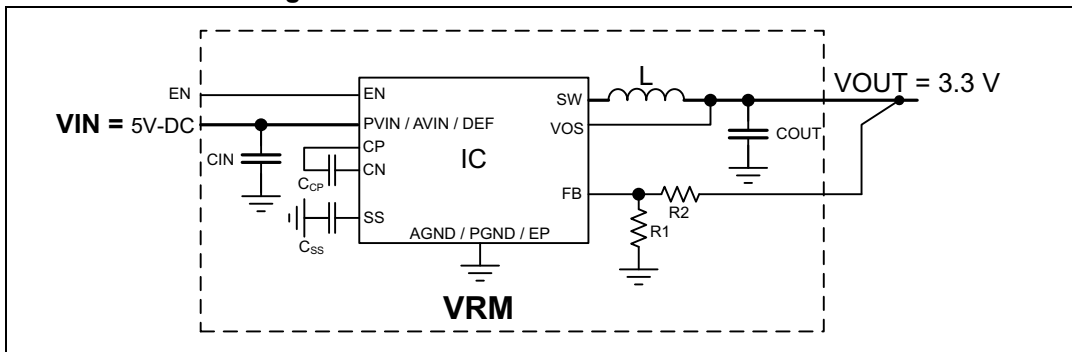 EN
VIN = 5V-DC
CIN
EN
PVIN / AVIN / DEF
CP
CN
CCP
SS
CSS
IC
AGND / PGND / EP
SW
VOS
FB
L
COUT
R2
R1
VOUT = 3.3 V
VRM